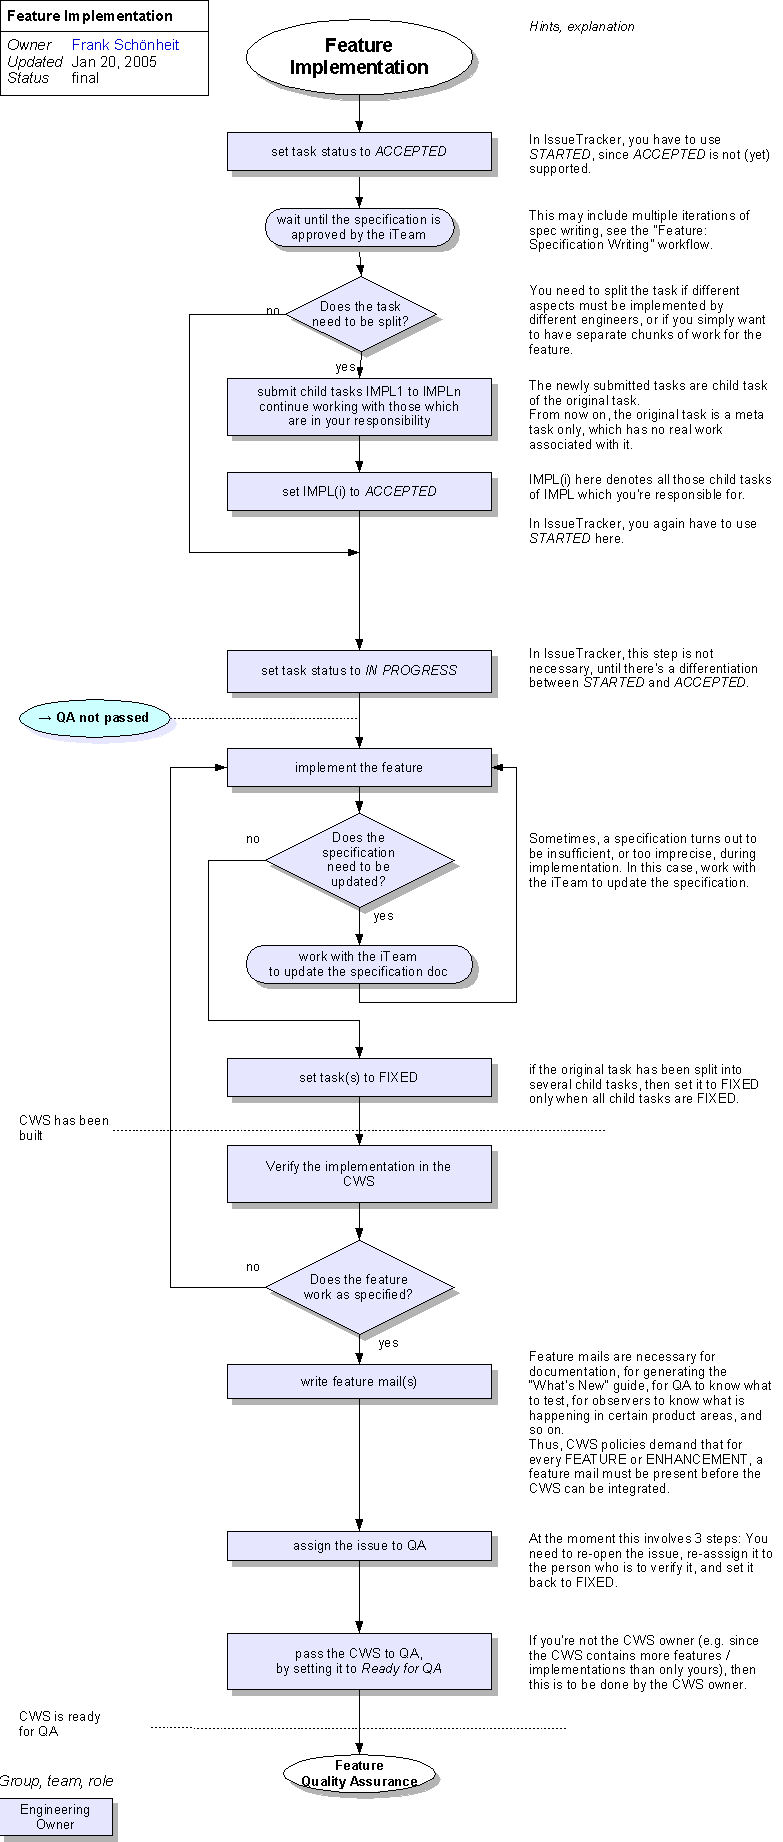 Feature Implementation
Owner Frank Schönheit
Updated Jan 20, 2005
Status final
Hints, explanation
Feature
Implementation
set task status to ACCEPTED
In IssueTracker, you have to use
STARTED, since ACCEPTED is not (yet)
supported.
wait until the specification is
approved by the iTeam
This may include multiple iterations of
spec writing, see the "Feature:
Specification Writing" workflow.
Does the task
need to be split?
no
yes
You need to split the task if different
aspects must be implemented by
different engineers, or if you simply want
to have separate chunks of work for the
feature.
submit child tasks IMPL1 to IMPLn
continue working with those which
are in your responsibility
The newly submitted tasks are child task
of the original task.
From now on, the original task is a meta
task only, which has no real work
associated with it.
set IMPL(i) to ACCEPTED
IMPL(i) here denotes all those child tasks
of IMPL which you're responsible for.
In IssueTracker, you again have to use
STARTED here.
set task status to IN PROGRESS
In IssueTracker, this step is not
necessary, until there's a differentiation
between STARTED and ACCEPTED.
→ QA not passed
implement the feature
no
Does the
specification
need to be
updated?
yes
Sometimes, a specification turns out to
be insufficient, or too imprecise, during
implementation. In this case, work with
the iTeam to update the specification.
work with the iTeam
to update the specification doc
set task(s) to FIXED
if the original task has been split into
several child tasks, then set it to FIXED
only when all child tasks are FIXED.
CWS has been
built
Verify the implementation in the
CWS
no
Does the feature
work as specified?
yes
write feature mail(s)
Feature mails are necessary for
documentation, for generating the
"What's New" guide, for QA to know what
to test, for observers to know what is
happening in certain product areas, and
so on.
Thus, CWS policies demand that for
every FEATURE or ENHANCEMENT, a
feature mail must be present before the
CWS can be integrated.
assign the issue to QA
At the moment this involves 3 steps: You
need to re-open the issue, re-asssign it to
the person who is to verify it, and set it
back to FIXED.
pass the CWS to QA,
by setting it to Ready for QA
If you're not the CWS owner (e.g. since
the CWS contains more features /
implementations than only yours), then
this is to be done by the CWS owner.
CWS is ready
for QA
Feature
Quality Assurance
Group, team, role
Engineering
Owner